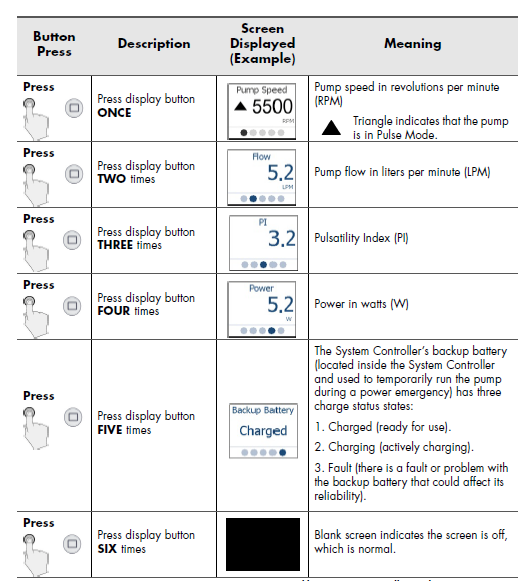 Button
Press
Description
Screen
Displayed
(Example)
Meaning
Press
Press display button
ONCE
Pump Speed
▲ 5500
RPM
Pump speed in revolutions per minute
(RPM)
Triangle indicates that the pump
is in Pulse Mode.
Press
Press display button
TWO times
Flow
5.2
LPM
Pump flow in liters per minute (LPM)
Press
Press display button
THREE times
PI
3.2
Pulsatility Index (PI)
Press
Press display button
FOUR times
Power
5.2
W
Power in watts (W)
Press
Press display button
FIVE times
Backup Battery
Charged
The System Controller's backup battery
(located inside the System Controller
and used to temporarily run the pump
during a power emergency) has three
charge status states:
1. Charged (ready for use).
2. Charging (actively charging).
3. Fault (there is a fault or problem with
the backup battery that could affect its
reliability).
Press
Press display button
SIX times
Blank screen indicates the screen is off,
which is normal.